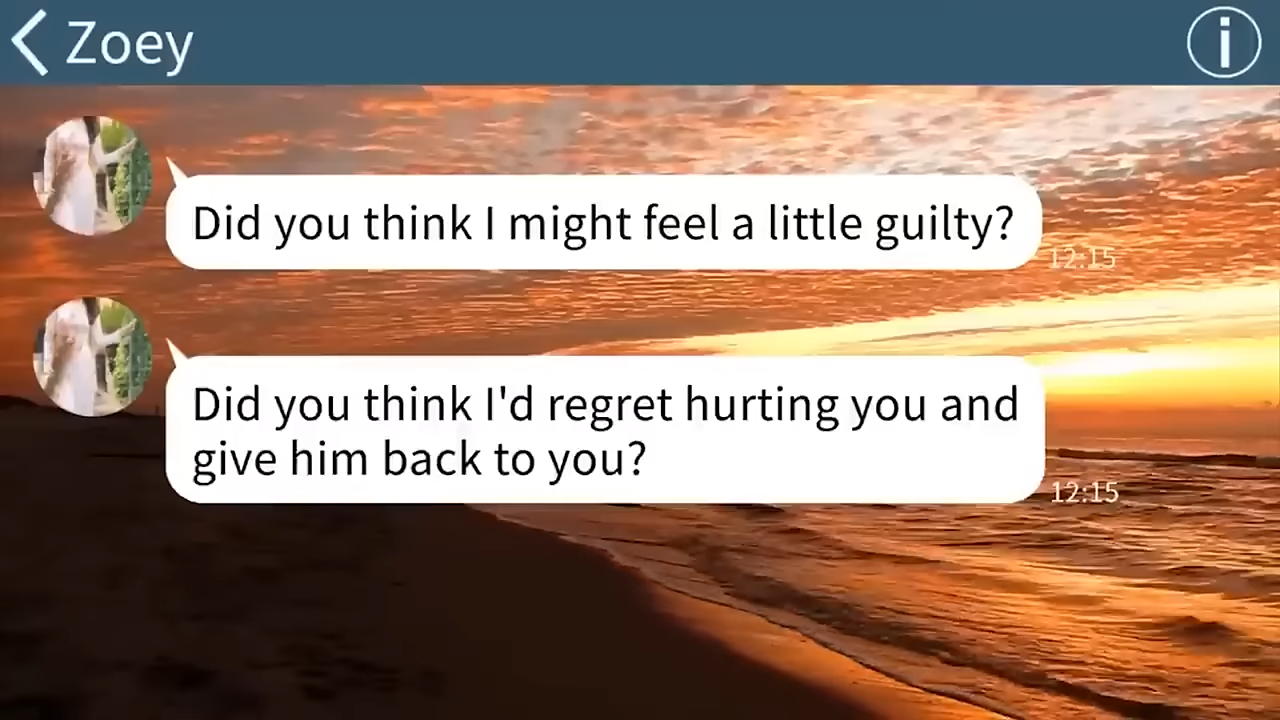 Zoey
Did you think I might feel a little guilty?
12:15
Did you think I'd regret hurting you and
give him back to you?
12:15